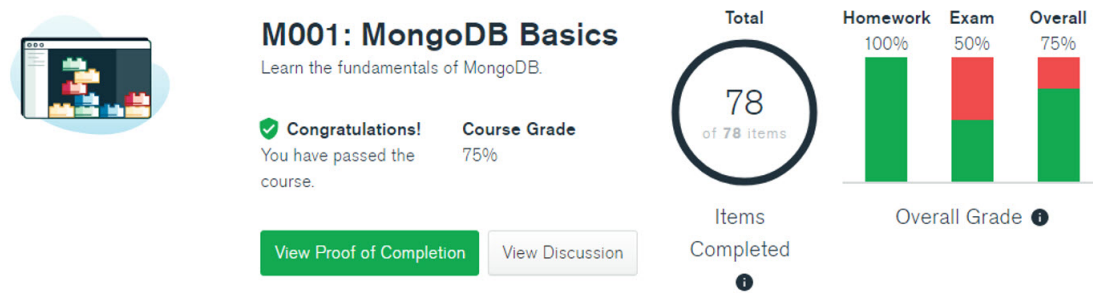 M001: MongoDB Basics
Learn the fundamentals of MongoDB.
Congratulations!
You have passed the
course.
Course Grade
75%
View Proof of Completion
View Discussion
Total
78
of 78 items
Items
Completed
Homework Exam Overall
100% 50% 75%
Overall Grade